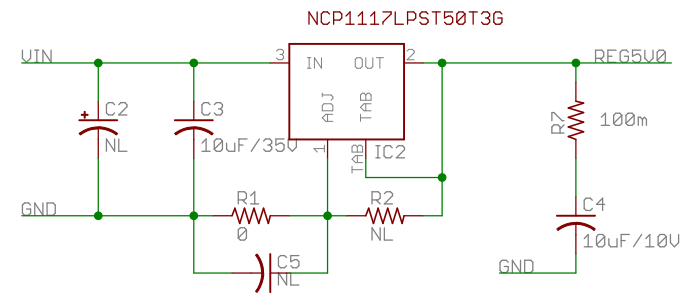 NCP1117LPST50T3G
VIN
3
IN
OUT
2
REG5V0
C2
+
NL
C3
10uF/35V
ADJ
TAB
1
TAB
IC2
R7
100m
GND
R1
0
R2
NL
C4
10uF/10V
C5
NL
GND